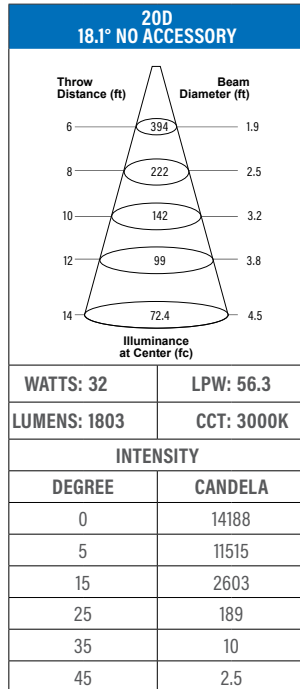 20D
18.1° NO ACCESSORY
Throw Distance (ft)
Beam Diameter (ft)
6 394 1.9
8 222 2.5
10 142 3.2
12 99 3.8
14 72.4 4.5
Illuminance
at Center (fc)
WATTS: 32 LPW: 56.3
LUMENS: 1803 CCT: 3000K
INTENSITY
DEGREE CANDELA
0 14188
5 11515
15 2603
25 189
35 10
45 2.5